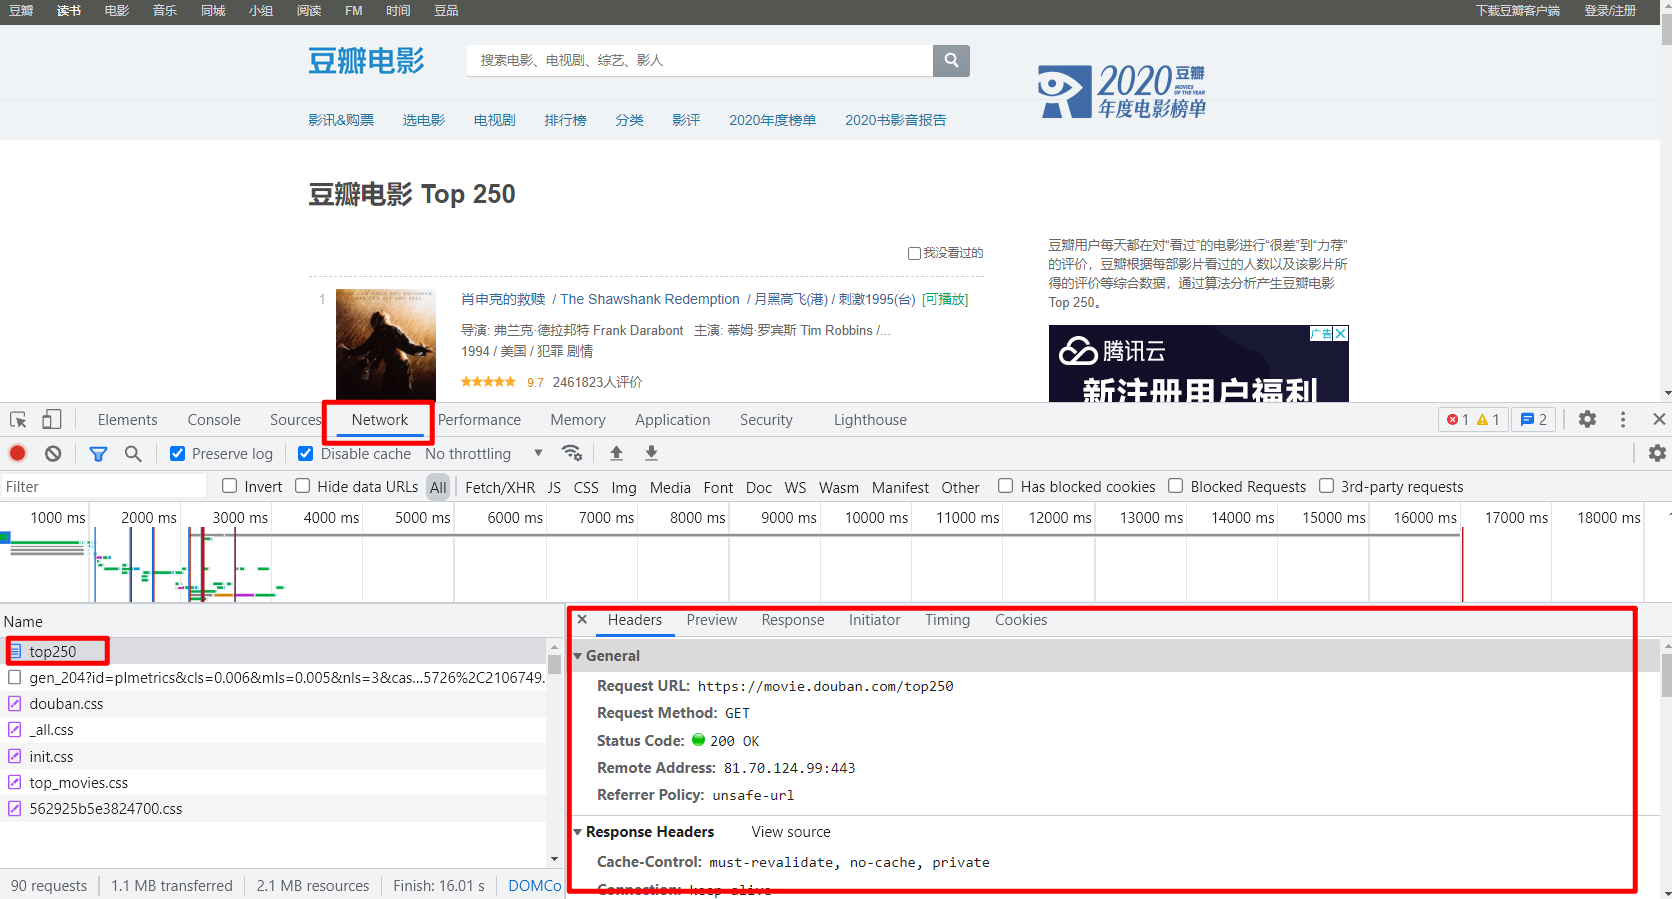 豆瓣 读书 电影 音乐 同城 小组 阅读 FM 时间 豆品 下载豆瓣客户端 登录/注册
豆瓣电影 搜索电影、电视剧、综艺、影人
2020 豆瓣
MOVIES OF THE YEAR
年度电影榜单
影讯&购票 选电影 电视剧 排行榜 分类 影评 2020年度榜单 2020书影音报告
豆瓣电影 Top 250
我没看过的
豆瓣用户每天都在对“看过”的电影进行“很差”到“力荐”
的评价，豆瓣根据每部影片看过的人数以及该影片所
得的评价等综合数据，通过算法分析产生豆瓣电影
Top 250。
1 肖申克的救赎 / The Shawshank Redemption / 月黑高飞(港) / 刺激1995(台) [可播放]
导演: 弗兰克·德拉邦特 Frank Darabont 主演: 蒂姆·罗宾斯 Tim Robbins /...
1994 / 美国 / 犯罪 剧情
9.7 2461823人评价
广告
腾讯云
新注册用户福利
Elements Console Sources Network Performance Memory Application Security Lighthouse 1 1 2
Preserve log Disable cache No throttling
Filter Invert Hide data URLs All Fetch/XHR JS CSS Img Media Font Doc WS Wasm Manifest Other Has blocked cookies Blocked Requests 3rd-party requests
1000 ms 2000 ms 3000 ms 4000 ms 5000 ms 6000 ms 7000 ms 8000 ms 9000 ms 10000 ms 11000 ms 12000 ms 13000 ms 14000 ms 15000 ms 16000 ms 17000 ms 18000 ms
Name
top250
gen_204?id=plmetrics&cls=0.006&mls=0.005&nls=3&cas...5726%2C2106749.
douban.css
_all.css
init.css
top_movies.css
562925b5e3824700.css
90 requests 1.1 MB transferred 2.1 MB resources Finish: 16.01 s DOMCo
Headers Preview Response Initiator Timing Cookies
General
Request URL: https://movie.douban.com/top250
Request Method: GET
Status Code: 200 OK
Remote Address: 81.70.124.99:443
Referrer Policy: unsafe-url
Response Headers View source
Cache-Control: must-revalidate, no-cache, private
Connection: keep-alive